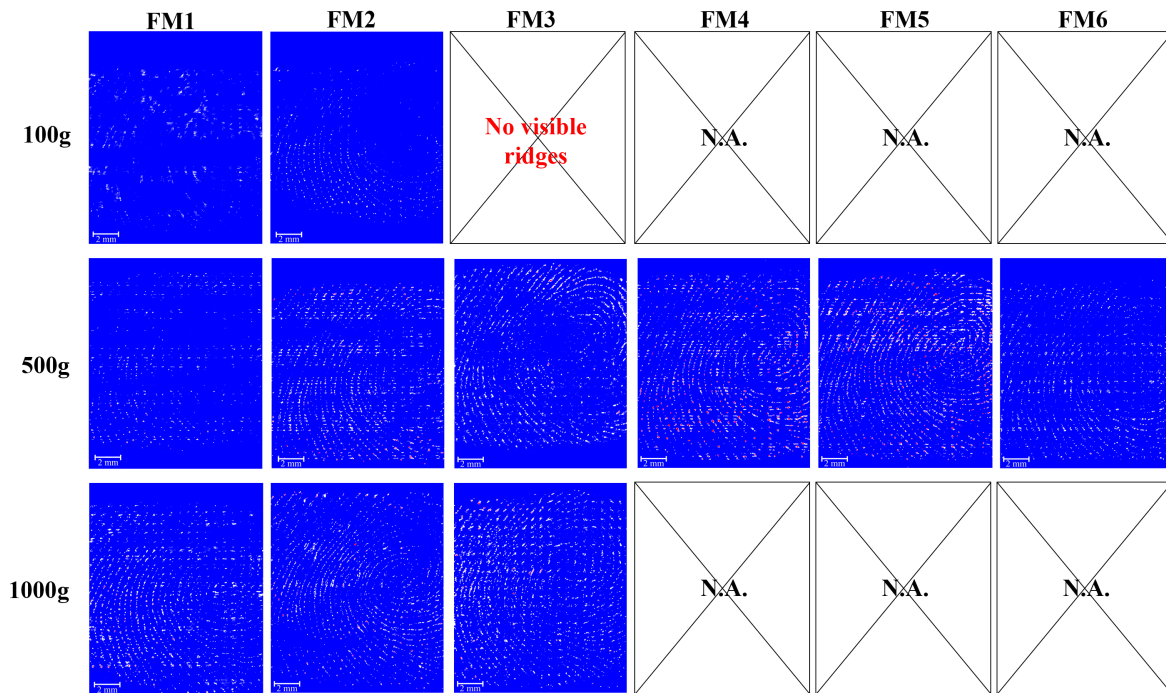 FM1 FM2 FM3 FM4 FM5 FM6
100g
No visible
ridges
N.A. N.A. N.A.
2 mm 2 mm
500g
2 mm 2 mm 2 mm 2 mm 2 mm 2 mm
1000g
N.A. N.A. N.A.
2 mm 2 mm 2 mm